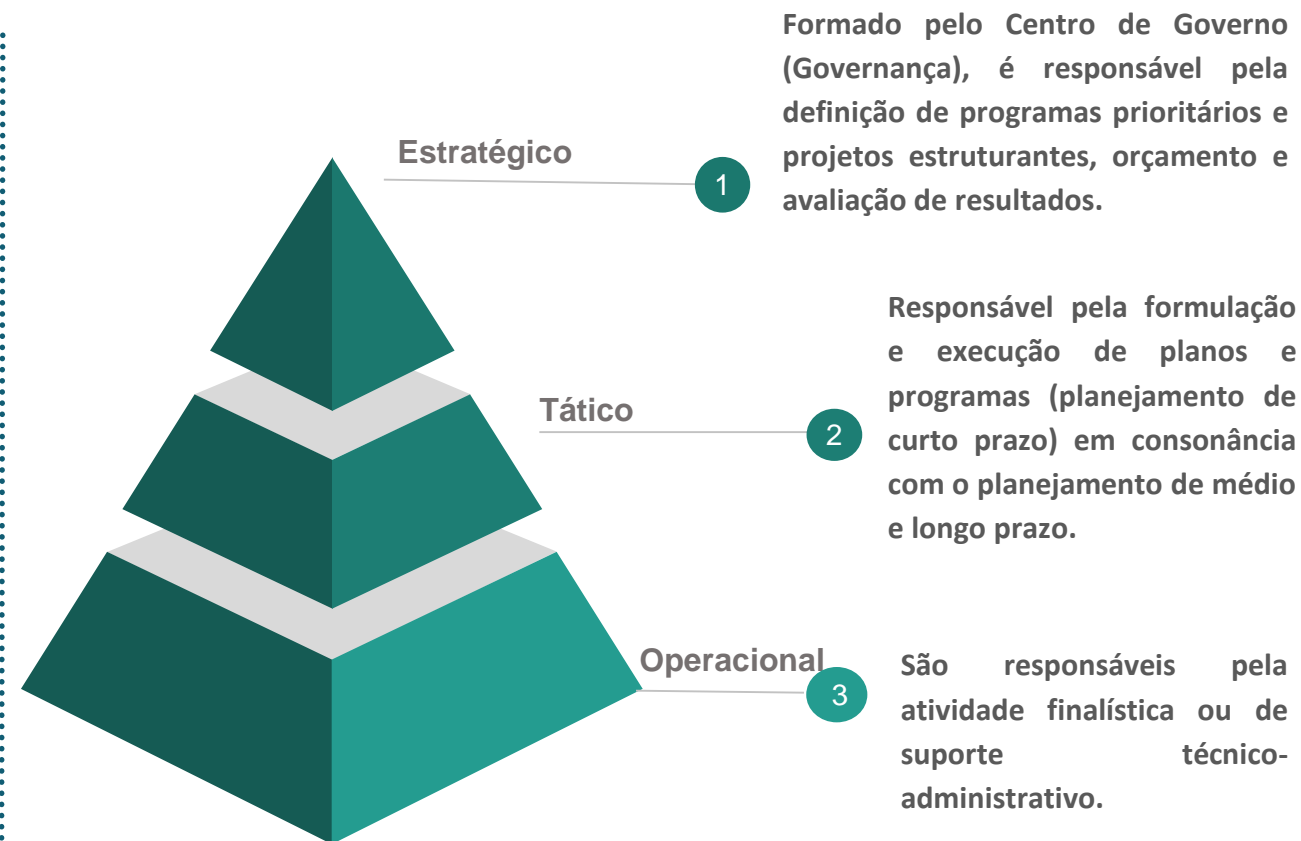 Formado pelo Centro de Governo
(Governança), é responsável pela
definição de programas prioritários e
projetos estruturantes, orçamento e
avaliação de resultados.
Estratégico
1
Responsável pela formulação
e execução de planos e
programas (planejamento de
curto prazo) em consonância
com o planejamento de médio
e longo prazo.
Tático
2
Operacional
3
São responsáveis pela
atividade finalística ou de
suporte técnico-
administrativo.